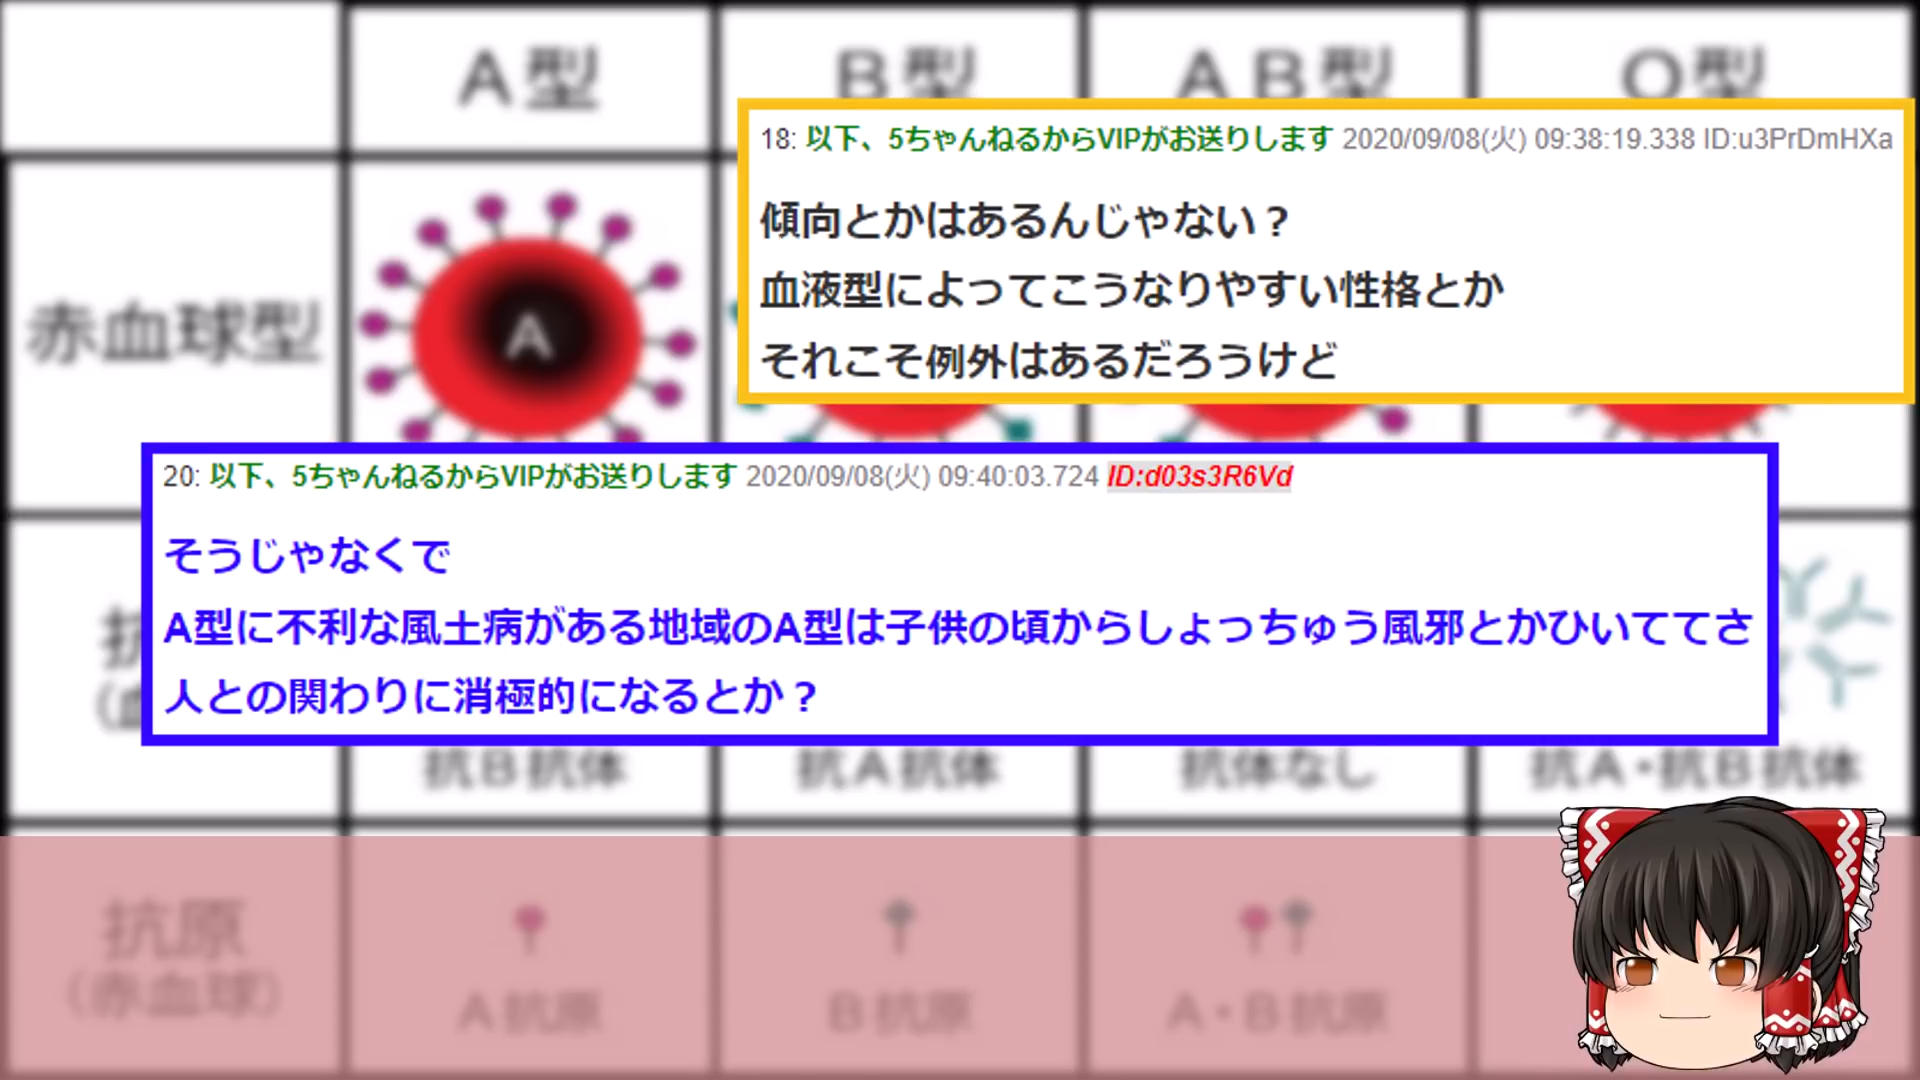 A型
B型
AB型
O型
18: 以下、5ちゃんねるからVIPがお送りします 2020/09/08(火) 09:38:19.338 ID:u3PrDmHXa
傾向とかはあるんじゃない？
血液型によってこうなりやすい性格とか
それこそ例外はあるだろうけど
赤血球型
A
20: 以下、5ちゃんねるからVIPがお送りします 2020/09/08(火) 09:40:03.724 ID:d03s3R6Vd
そうじゃなくで
A型に不利な風土病がある地域のA型は子供の頃からしょっちゅう風邪とかひいててさ
人との関わりに消極的になるとか？
抗B抗体
抗A抗体
抗体なし
抗A・抗B抗体
抗原
（赤血球）
A抗原
B抗原
A・B抗原